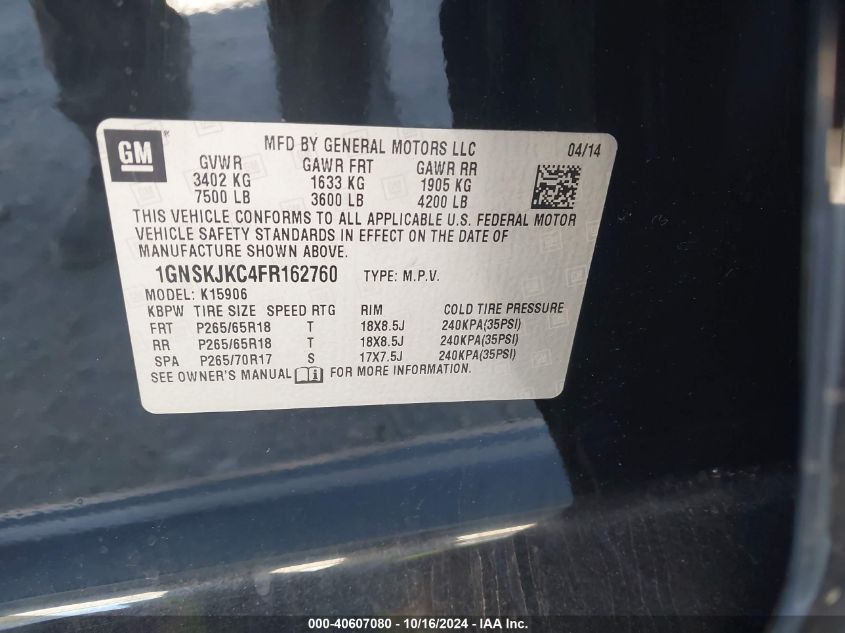 GM
MFD BY GENERAL MOTORS LLC 04/14
GVWR GAWR FRT GAWR RR
3402 KG 1633 KG 1905 KG
7500 LB 3600 LB 4200 LB
THIS VEHICLE CONFORMS TO ALL APPLICABLE U.S. FEDERAL MOTOR
VEHICLE SAFETY STANDARDS IN EFFECT ON THE DATE OF
MANUFACTURE SHOWN ABOVE.
1GNSKJKC4FR162760 TYPE: M.P.V.
MODEL: K15906
KBPW TIRE SIZE SPEED RTG RIM COLD TIRE PRESSURE
FRT P265/65R18 T 18X8.5J 240KPA(35PSI)
RR P265/65R18 T 18X8.5J 240KPA(35PSI)
SPA P265/70R17 S 17X7.5J 240KPA(35PSI)
SEE OWNER'S MANUAL FOR MORE INFORMATION.
000-40607080 - 10/16/2024 - IAA Inc.